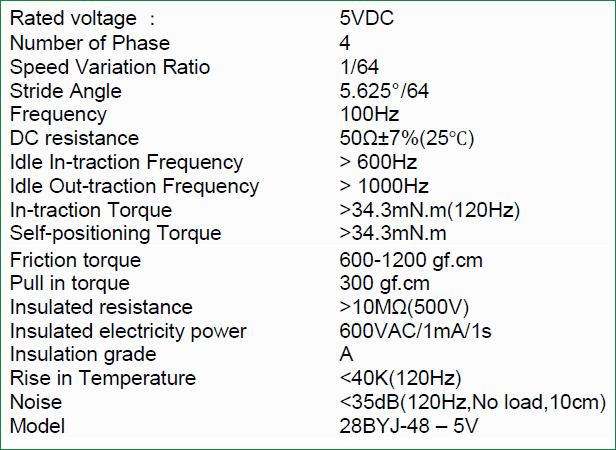 Rated voltage : 5VDC
Number of Phase 4
Speed Variation Ratio 1/64
Stride Angle 5.625°/64
Frequency 100Hz
DC resistance 50Ω±7%(25℃)
Idle In-traction Frequency > 600Hz
Idle Out-traction Frequency > 1000Hz
In-traction Torque >34.3mN.m(120Hz)
Self-positioning Torque >34.3mN.m
Friction torque 600-1200 gf.cm
Pull in torque 300 gf.cm
Insulated resistance >10MΩ(500V)
Insulated electricity power 600VAC/1mA/1s
Insulation grade A
Rise in Temperature <40K(120Hz)
Noise <35dB(120Hz,No load,10cm)
Model 28BYJ-48 – 5V